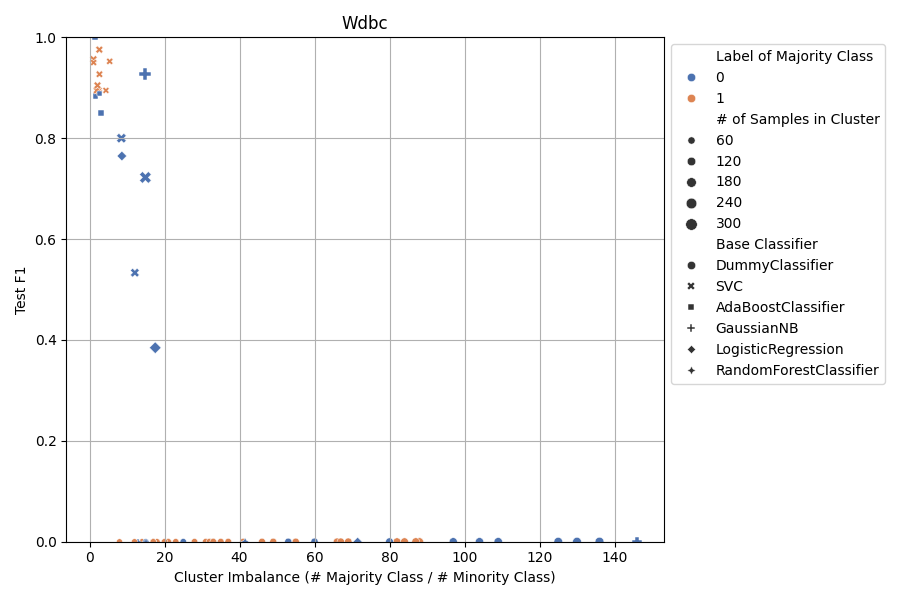 Wdbc
1.0
0.8
0.6
0.4
0.2
0.0
Test F1
0
20
40
60
80
100
120
140
Cluster Imbalance (# Majority Class / # Minority Class)
Label of Majority Class
0
1
# of Samples in Cluster
60
120
180
240
300
Base Classifier
DummyClassifier
SVC
AdaBoostClassifier
GaussianNB
LogisticRegression
RandomForestClassifier